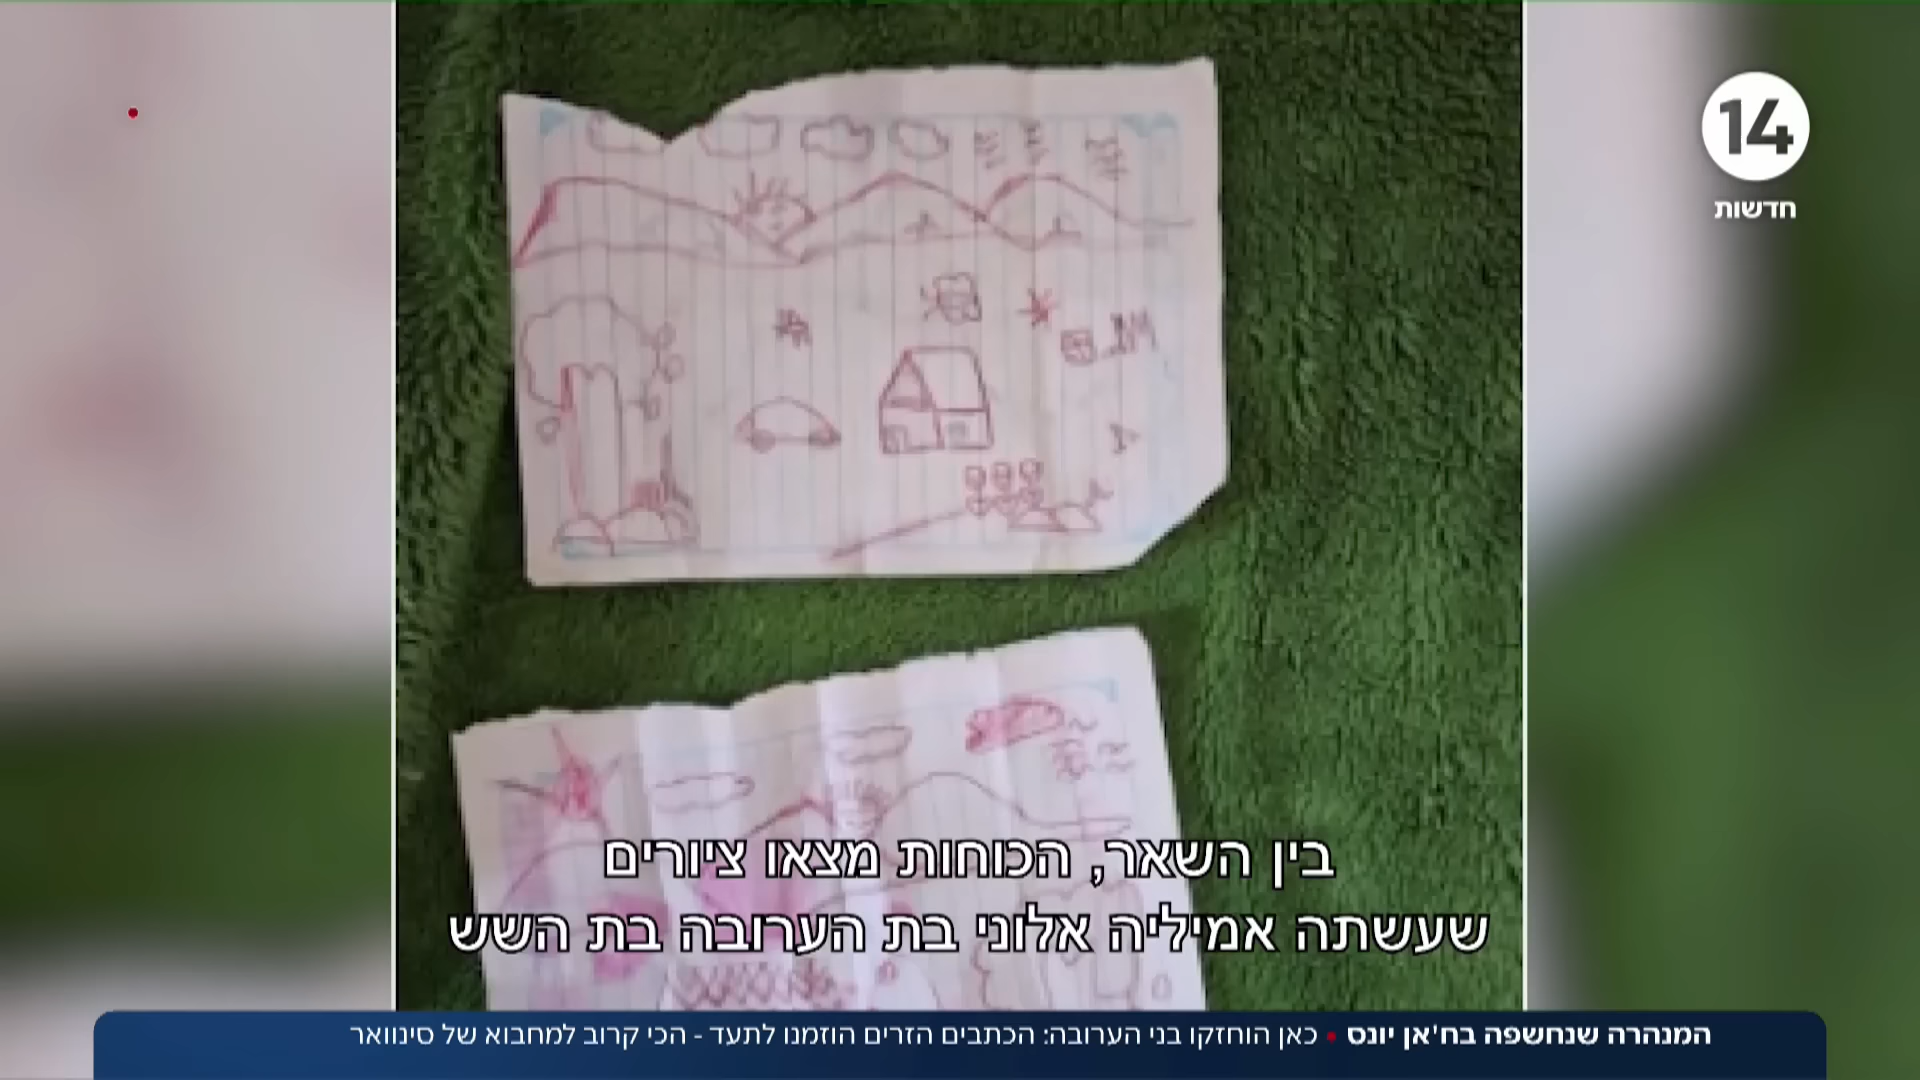 14
חדשות
בין השאר, הכוחות מצאו ציורים
שעשתה אמיליה אלוני בת הערובה בת השש
המנהרה שנחשפה בח'אן יונס • כאן הוחזקו בני הערובה: הכתבים הזרים הוזמנו לתעד - הכי קרוב למחבוא של סינוואר